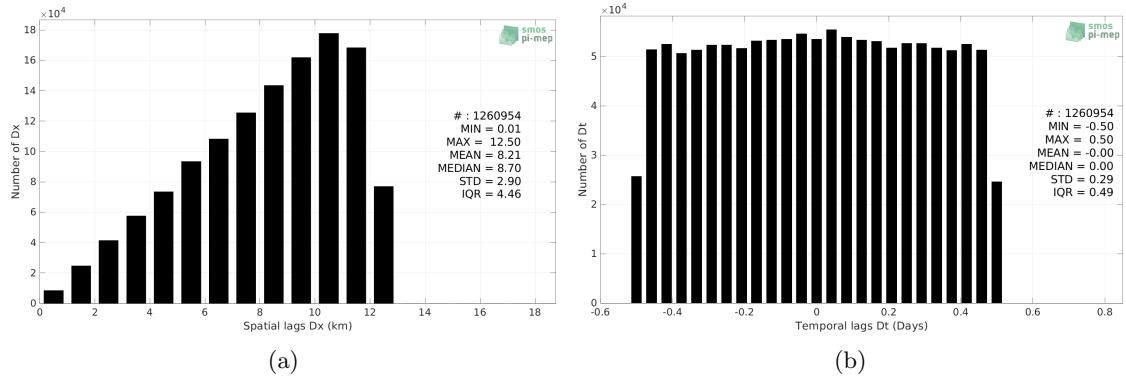 ×10⁴
18
16
14
12
10
8
6
4
2
0
Number of Dx
smos
pi-mep
# : 1260954
MIN = 0.01
MAX = 12.50
MEAN = 8.21
MEDIAN = 8.70
STD = 2.90
IQR = 4.46
0 2 4 6 8 10 12 14 16 18
Spatial lags Dx (km)
(a)
×10⁴
5
4
3
2
1
0
Number of Dt
smos
pi-mep
# : 1260954
MIN = -0.50
MAX = 0.50
MEAN = -0.00
MEDIAN = 0.00
STD = 0.29
IQR = 0.49
-0.6 -0.4 -0.2 0 0.2 0.4 0.6 0.8
Temporal lags Dt (Days)
(b)